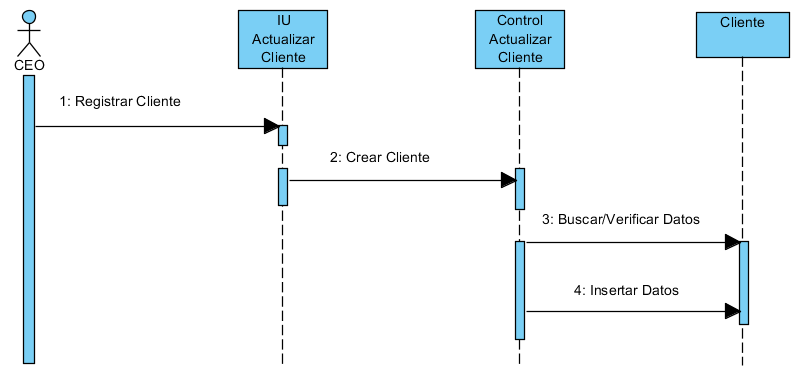 CEO
IU
Actualizar
Cliente
Control
Actualizar
Cliente
Cliente
1: Registrar Cliente
2: Crear Cliente
3: Buscar/Verificar Datos
4: Insertar Datos